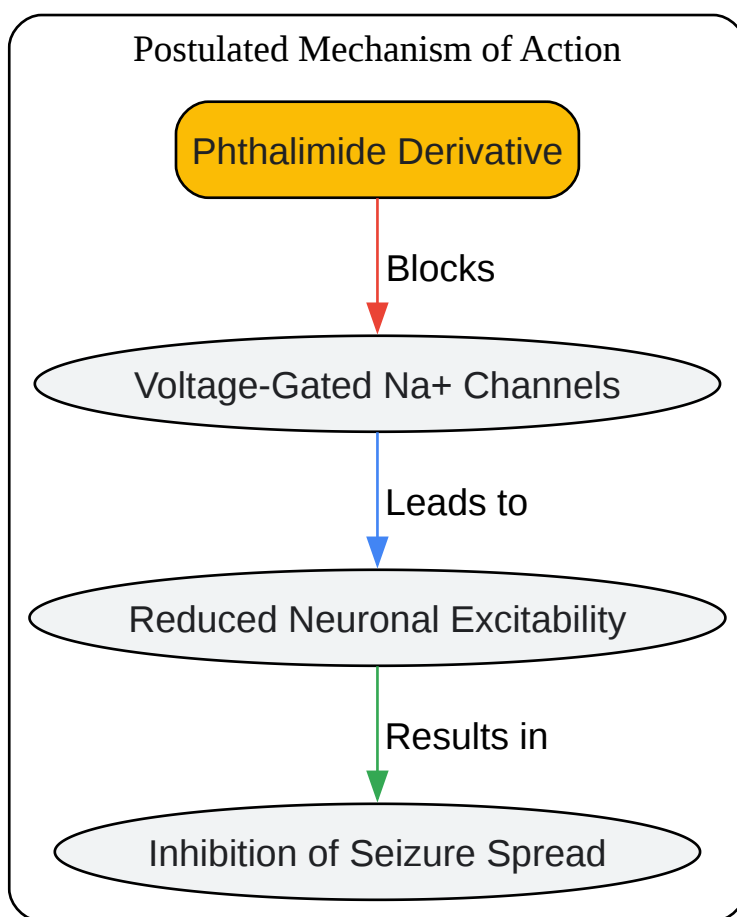 Postulated Mechanism of Action
Phthalimide Derivative
Blocks
Voltage-Gated Na+ Channels
Leads to
Reduced Neuronal Excitability
Results in
Inhibition of Seizure Spread